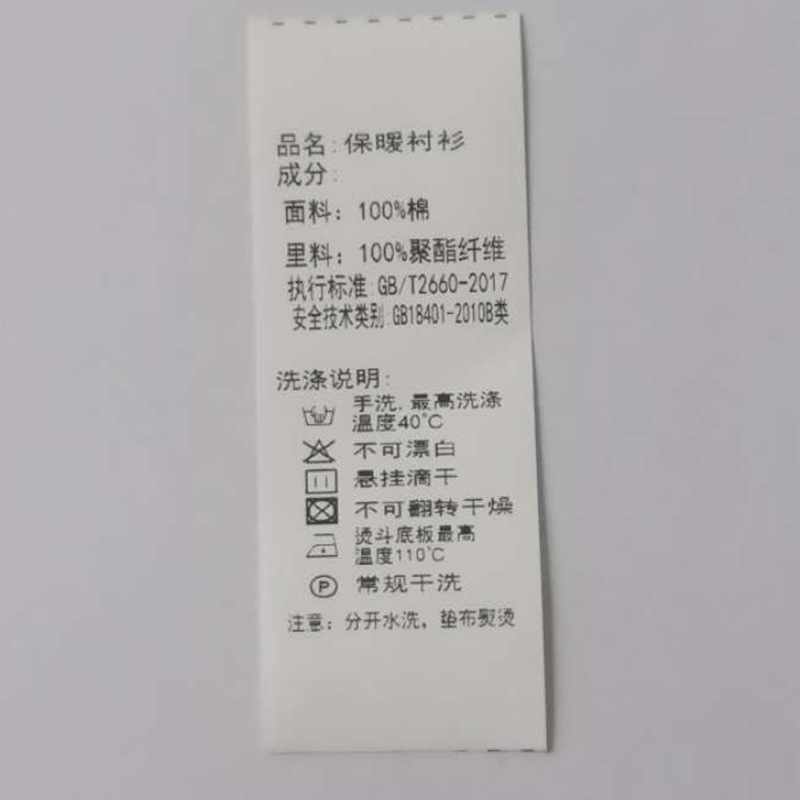 品名:保暖衬衫
成分:
面料：100%棉
里料：100%聚酯纤维
执行标准:GB/T2660-2017
安全技术类别:GB18401-2010B类
洗涤说明:
手洗,最高洗涤
温度40℃
不可漂白
悬挂滴干
不可翻转干燥
烫斗底板最高
温度110℃
P 常规干洗
注意：分开水洗，垫布熨烫